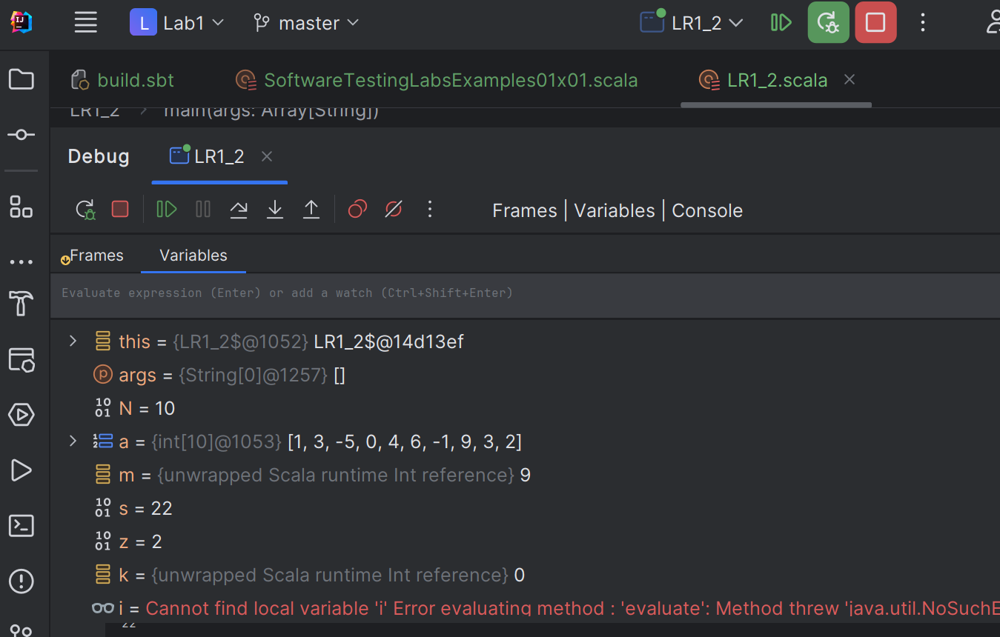 L Lab1 master LR1_2
build.sbt SoftwareTestingLabsExamples01x01.scala LR1_2.scala
LR1_2 main(args: Array[String])
Debug LR1_2
Frames | Variables | Console
Frames Variables
Evaluate expression (Enter) or add a watch (Ctrl+Shift+Enter)
this = {LR1_2$@1052} LR1_2$@14d13ef
args = {String[0]@1257} []
N = 10
a = {int[10]@1053} [1, 3, -5, 0, 4, 6, -1, 9, 3, 2]
m = {unwrapped Scala runtime Int reference} 9
s = 22
z = 2
k = {unwrapped Scala runtime Int reference} 0
i = Cannot find local variable 'i' Error evaluating method : 'evaluate': Method threw 'java.util.NoSuchE
22